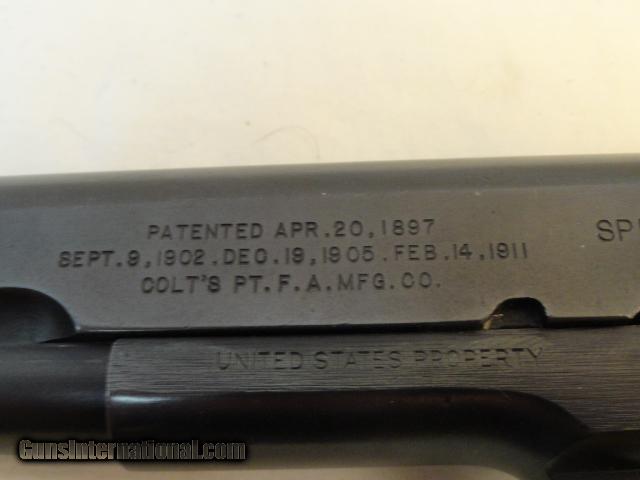 PATENTED APR.20,1897
SEPT.9,1902.DEC.19,1905.FEB.14,1911
COLT'S PT.F.A.MFG.CO.
UNITED STATES PROPERTY
GunsInternational.com